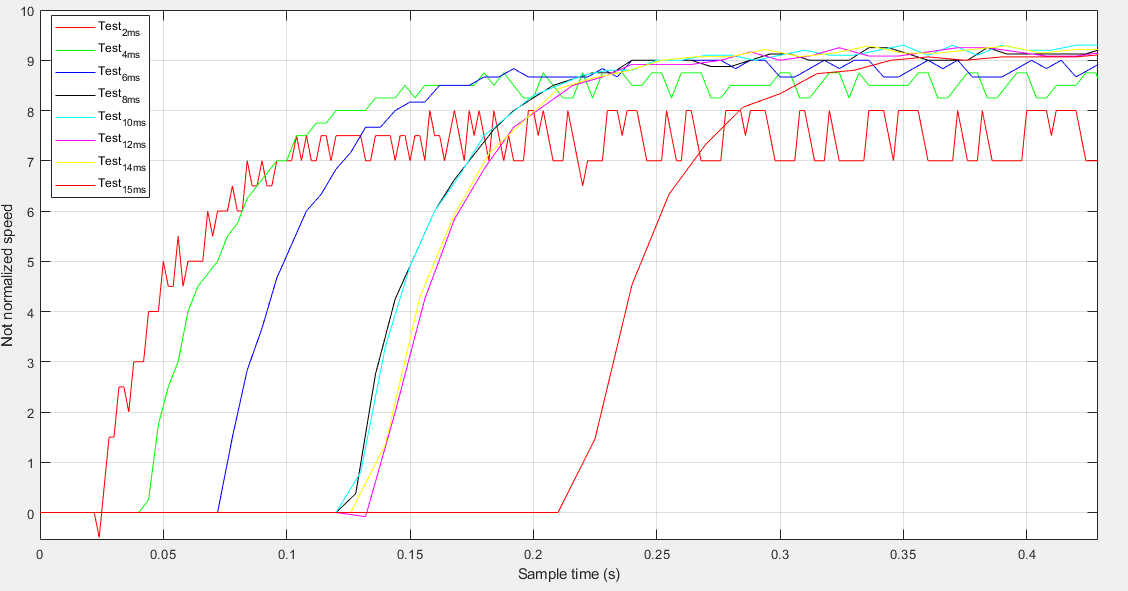 10
9
8
7
6
5
4
3
2
1
0
Not normalized speed
Test2ms
Test4ms
Test6ms
Test8ms
Test10ms
Test12ms
Test14ms
Test15ms
0 0.05 0.1 0.15 0.2 0.25 0.3 0.35 0.4
Sample time (s)